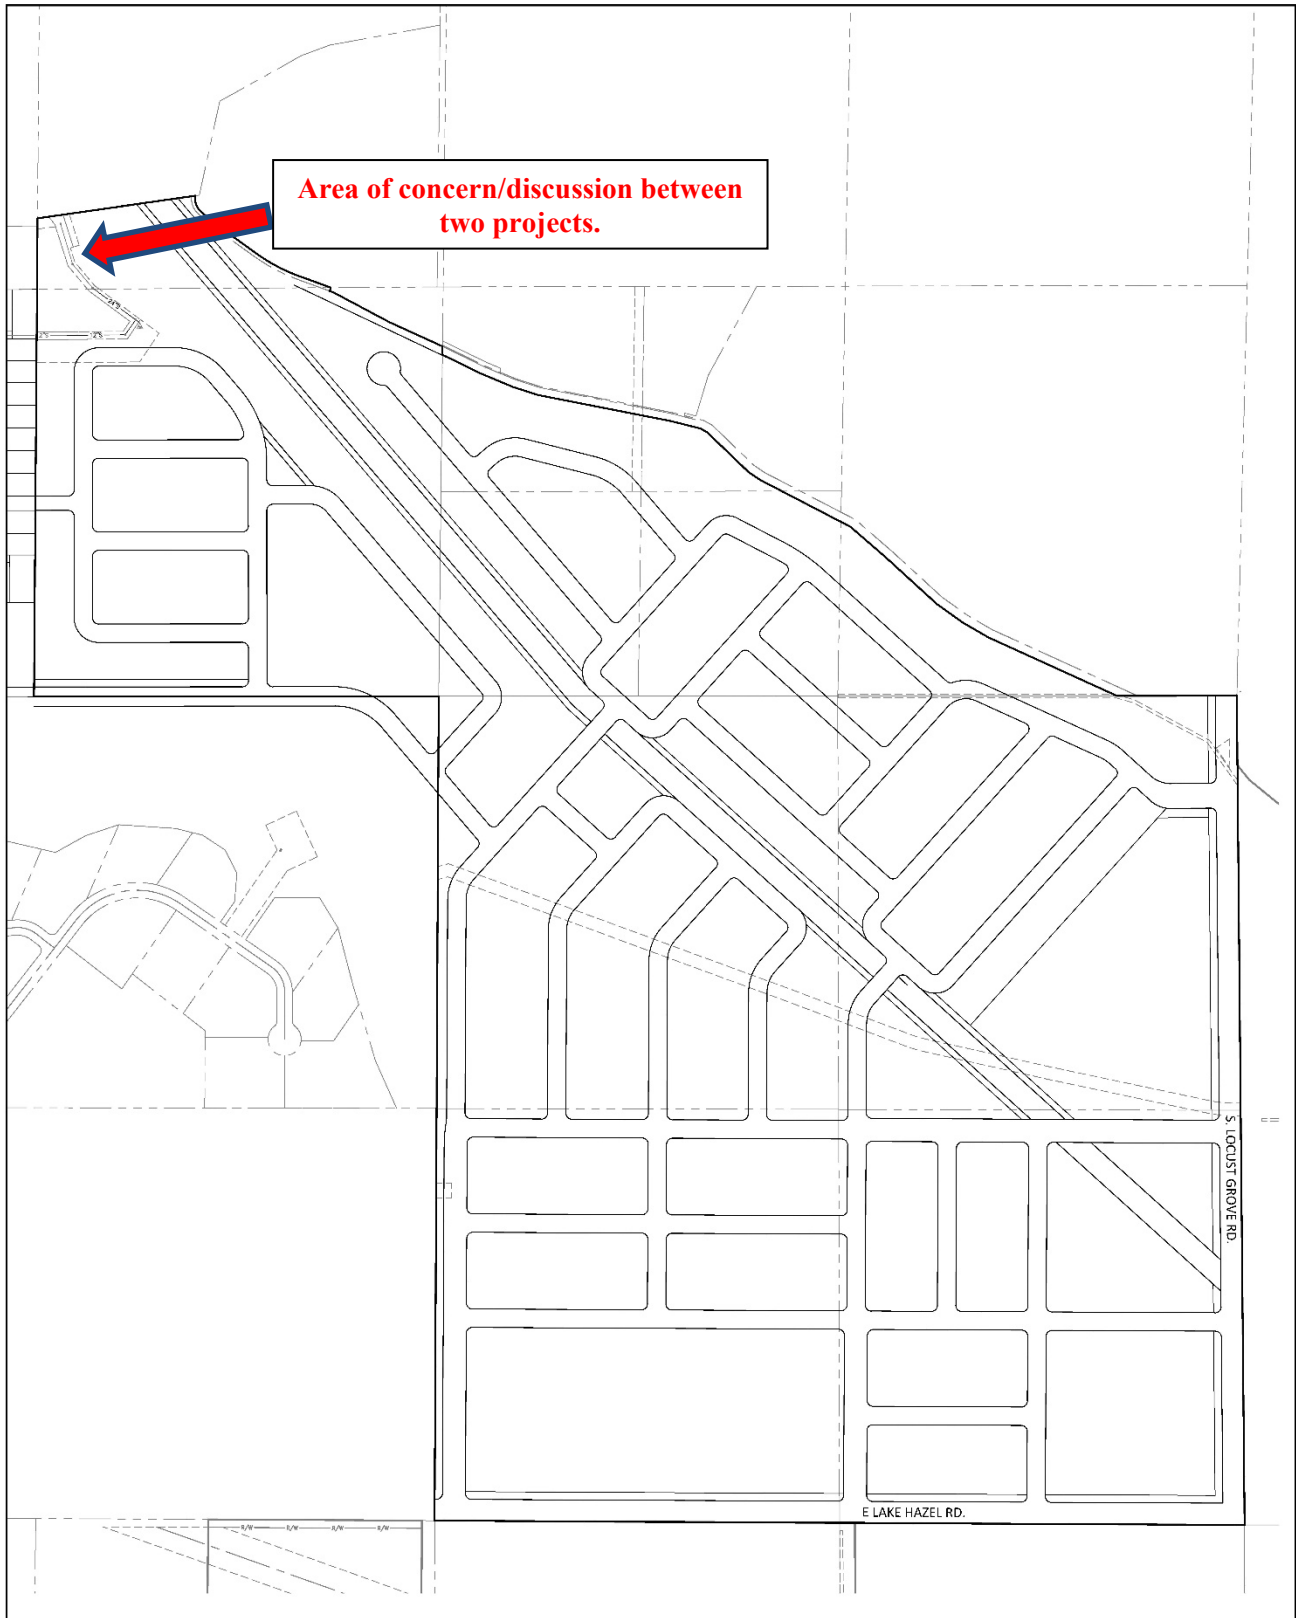 Area of concern/discussion between
two projects.
S. LOCUST GROVE RD.
E LAKE HAZEL RD.
R/W R/W R/W R/W